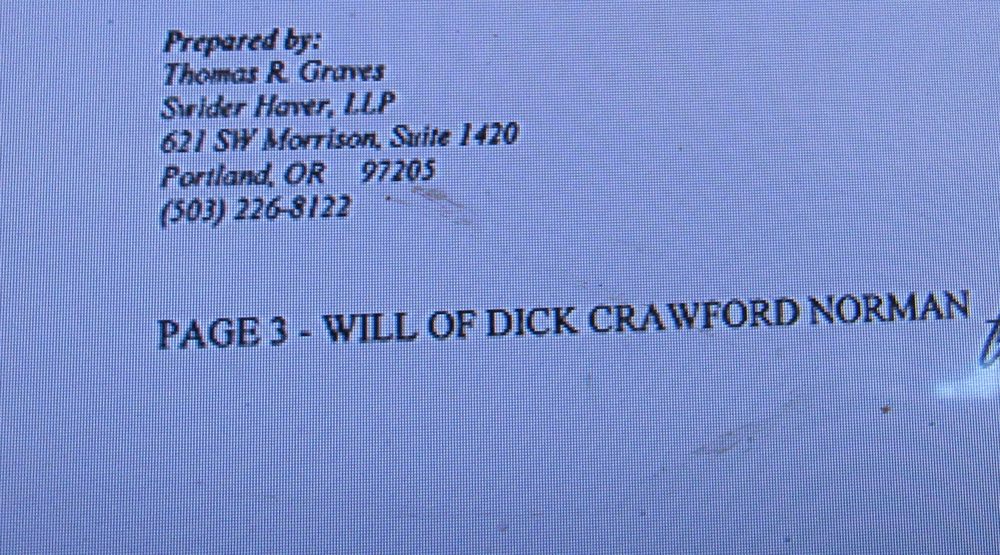 Prepared by:
Thomas R. Graves
Swider Haver, LLP
621 SW Morrison, Suite 1420
Portland, OR 97205
(503) 226-8122
PAGE 3 - WILL OF DICK CRAWFORD NORMAN